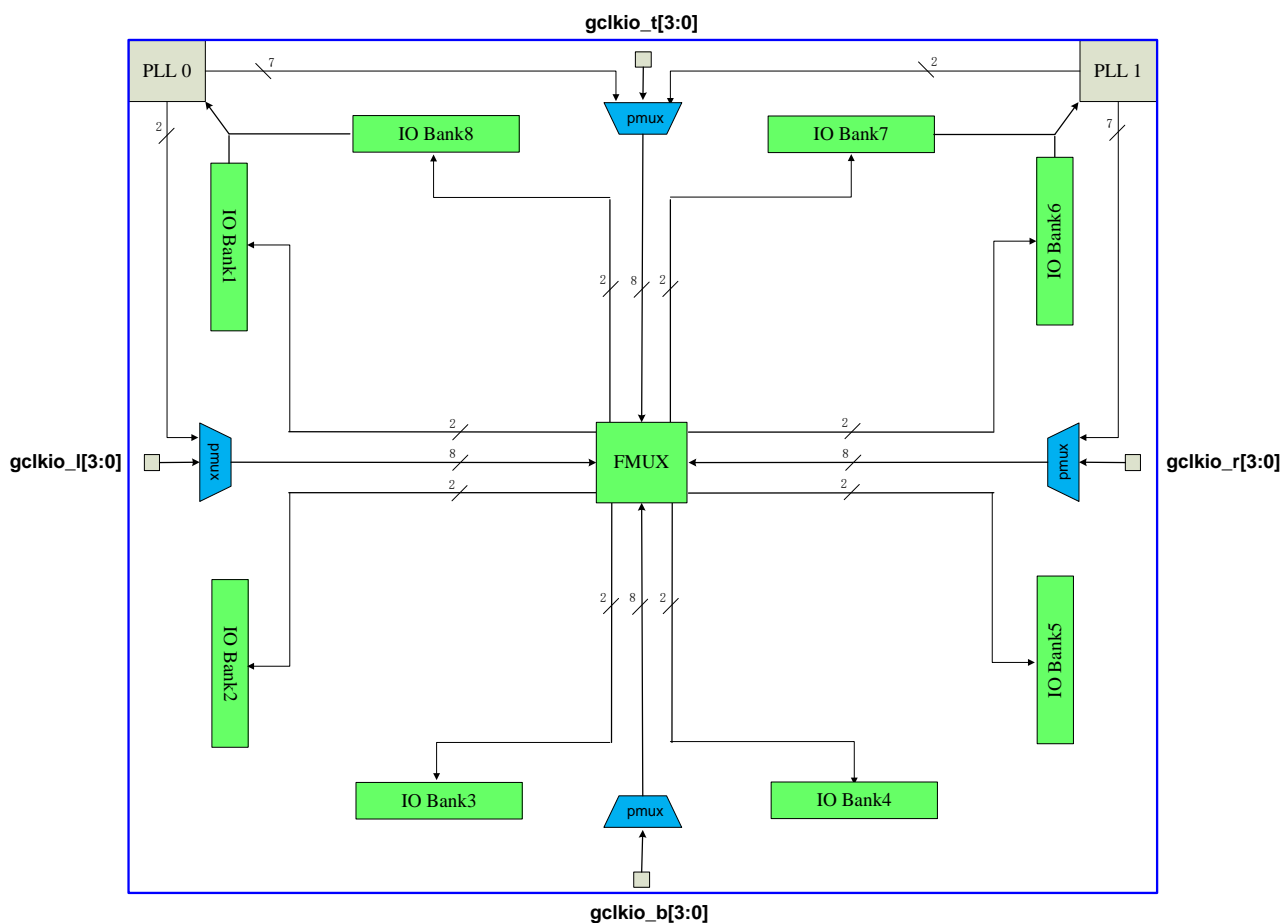 gclkio_t[3:0]
PLL 0
7
2
PLL 1
pmux
2
IO Bank8
IO Bank7
7
IO Bank1
IO Bank6
2
8
2
2
2
gclkio_l[3:0]
pmux
8
FMUX
8
pmux
gclkio_r[3:0]
2
2
2
8
2
IO Bank2
IO Bank5
IO Bank3
pmux
IO Bank4
gclkio_b[3:0]